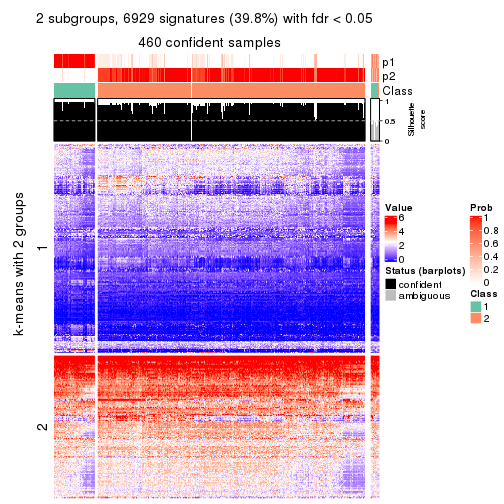 2 subgroups, 6929 signatures (39.8%) with fdr < 0.05
460 confident samples
p1
p2
Class
1
0.5
0
Silhouette
score
k-means with 2 groups
1
2
Value
6
4
2
0
Status (barplots)
confident
ambiguous
Prob
1
0.8
0.6
0.4
0.2
0
Class
1
2